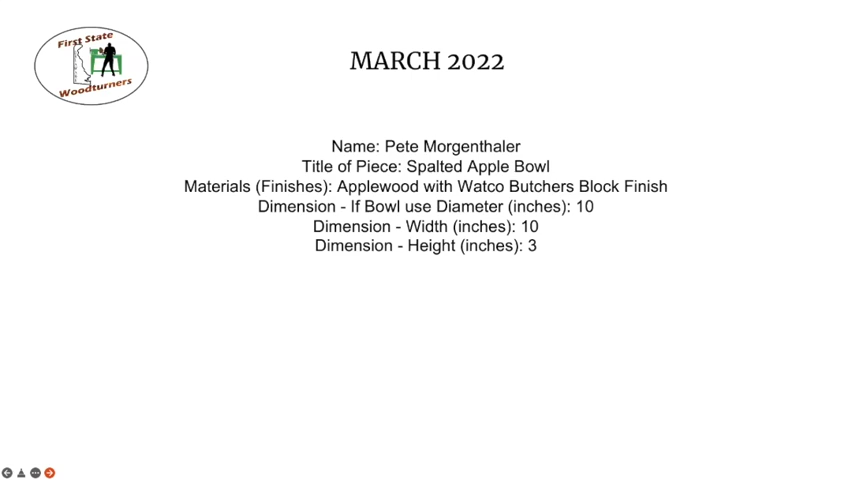 First State
Woodturners
MARCH 2022
Name: Pete Morgenthaler
Title of Piece: Spalted Apple Bowl
Materials (Finishes): Applewood with Watco Butchers Block Finish
Dimension - If Bowl use Diameter (inches): 10
Dimension - Width (inches): 10
Dimension - Height (inches): 3